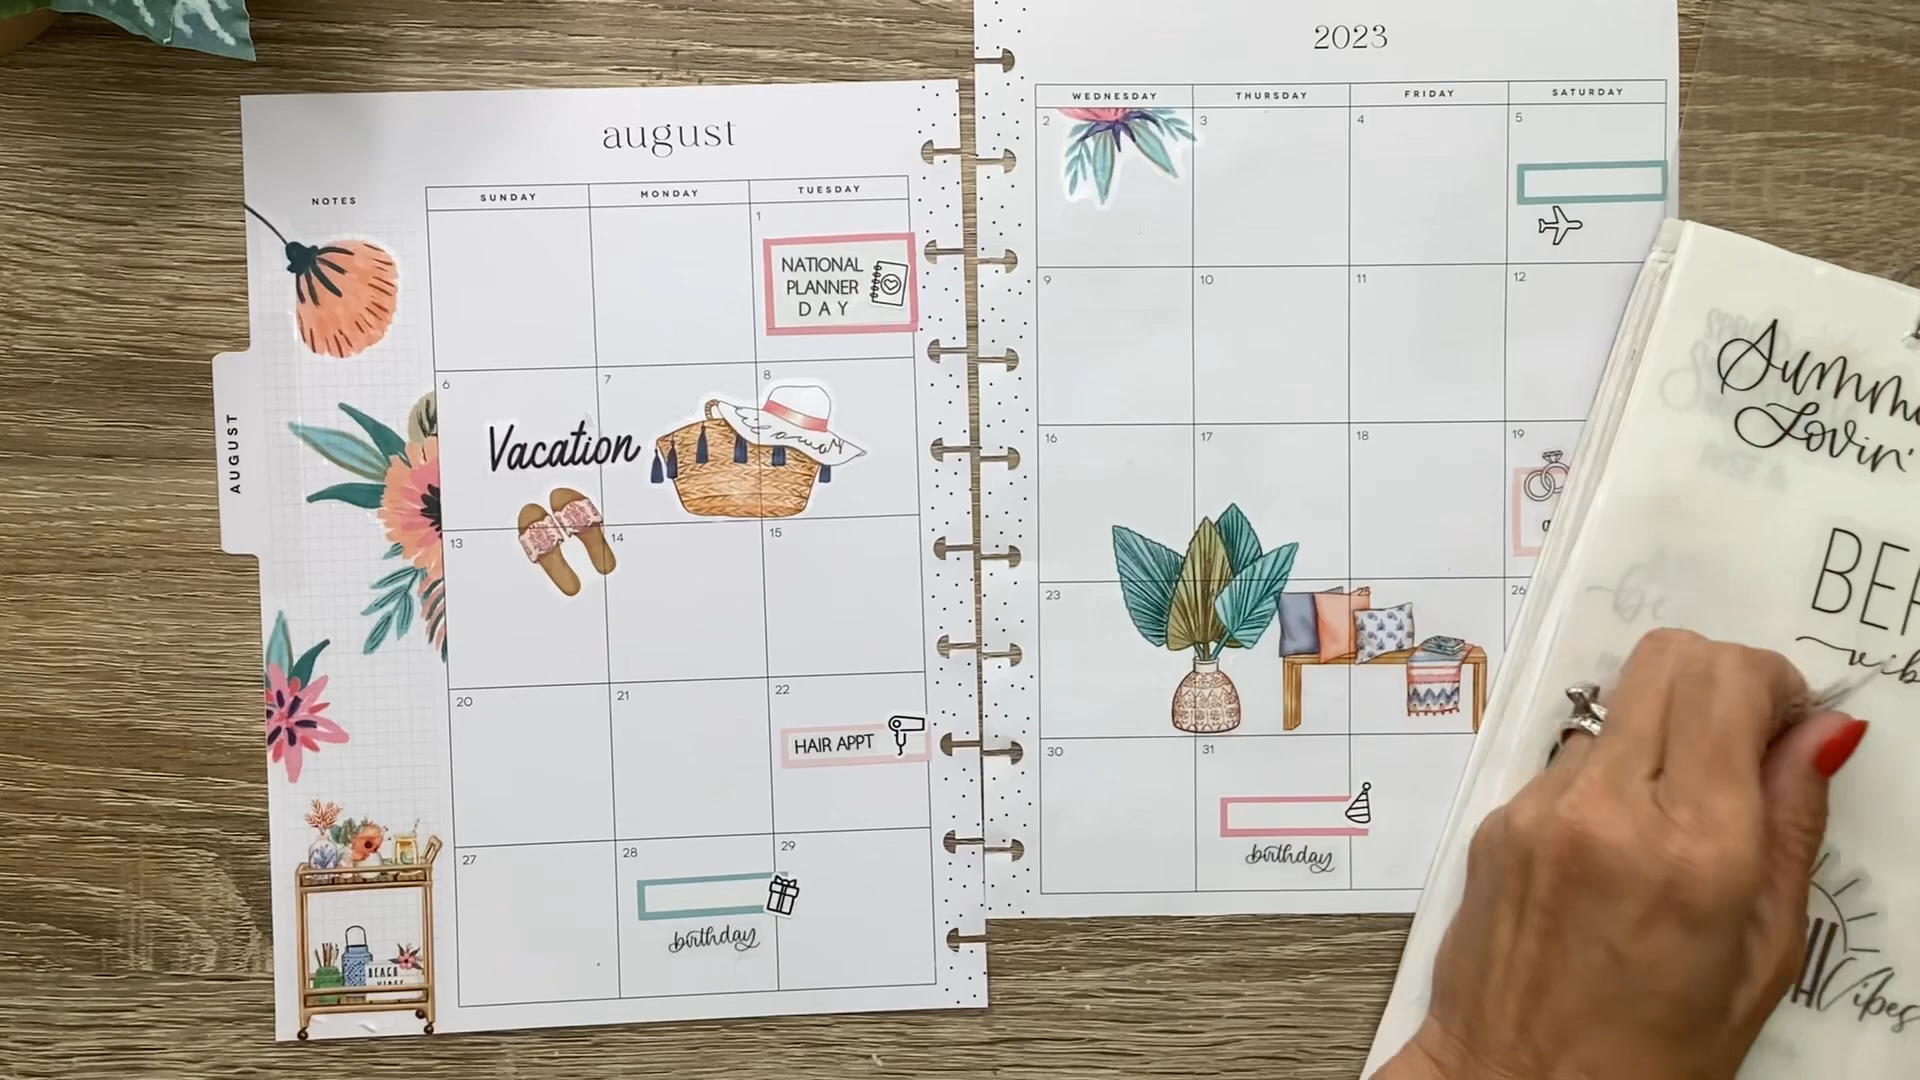 august
2023
NOTES
SUNDAY MONDAY TUESDAY
WEDNESDAY THURSDAY FRIDAY SATURDAY
1
2 3 4 5
NATIONAL
PLANNER
DAY
AUGUST
6 7 8
9 10 11 12
Vacation
13 14 15
16 17 18 19
20 21 22
23 25 26
HAIR APPT
27 28 29
30 31
birthday
birthday
BEACH
Lovin'
Vibes